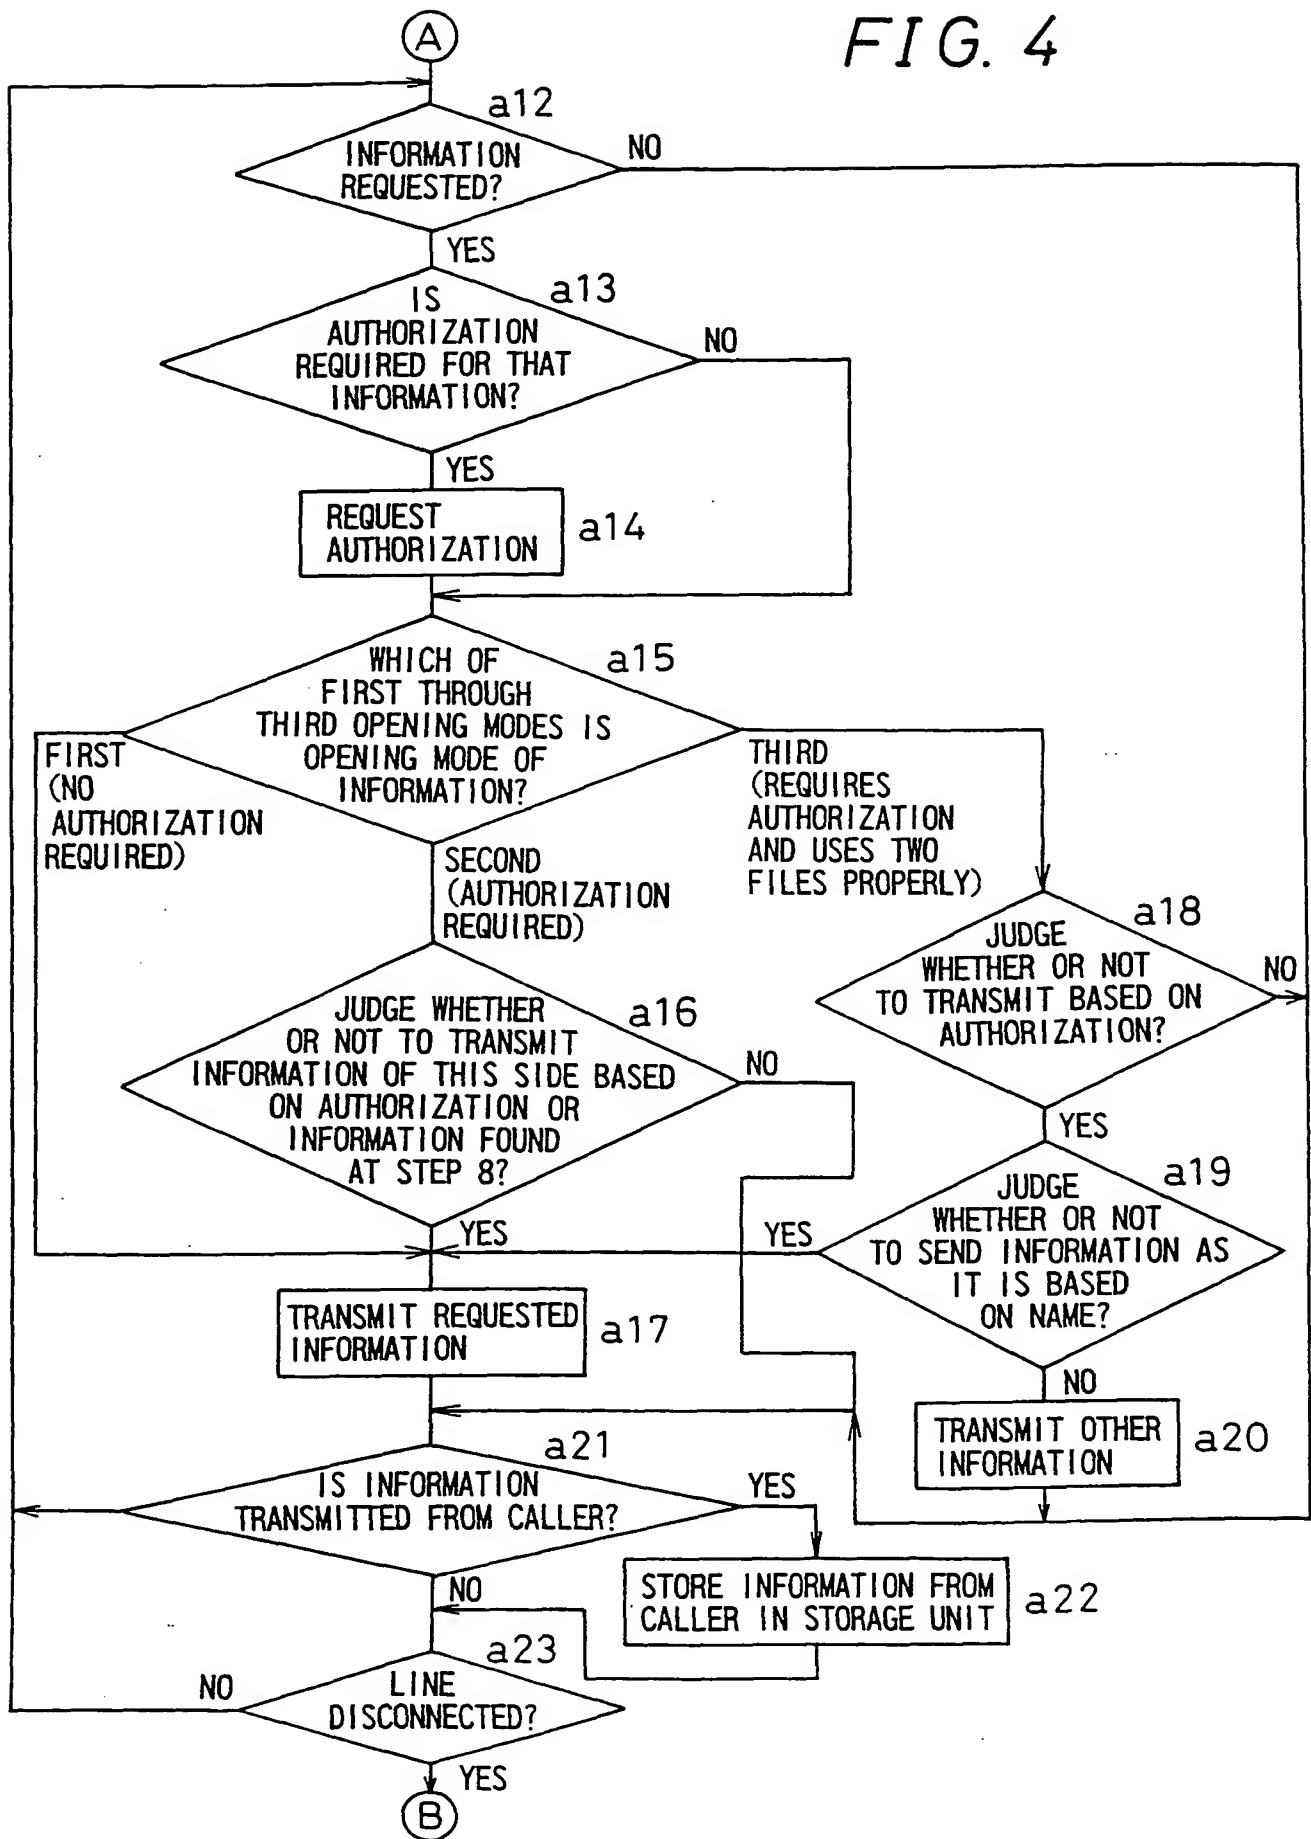 FIG. 4
A
a12
INFORMATION
REQUESTED?
NO
YES
a13
IS
AUTHORIZATION
REQUIRED FOR THAT
INFORMATION?
NO
YES
REQUEST
AUTHORIZATION
a14
a15
WHICH OF
FIRST THROUGH
THIRD OPENING MODES IS
OPENING MODE OF
INFORMATION?
FIRST
(NO
AUTHORIZATION
REQUIRED)
SECOND
(AUTHORIZATION
REQUIRED)
THIRD
(REQUIRES
AUTHORIZATION
AND USES TWO
FILES PROPERLY)
a16
JUDGE WHETHER
OR NOT TO TRANSMIT
INFORMATION OF THIS SIDE BASED
ON AUTHORIZATION OR
INFORMATION FOUND
AT STEP 8?
NO
YES
a18
JUDGE
WHETHER OR NOT
TO TRANSMIT BASED ON
AUTHORIZATION?
NO
YES
a19
JUDGE
WHETHER OR NOT
TO SEND INFORMATION AS
IT IS BASED
ON NAME?
YES
NO
TRANSMIT REQUESTED
INFORMATION
a17
TRANSMIT OTHER
INFORMATION
a20
a21
IS INFORMATION
TRANSMITTED FROM CALLER?
YES
NO
STORE INFORMATION FROM
CALLER IN STORAGE UNIT
a22
a23
LINE
DISCONNECTED?
NO
YES
B